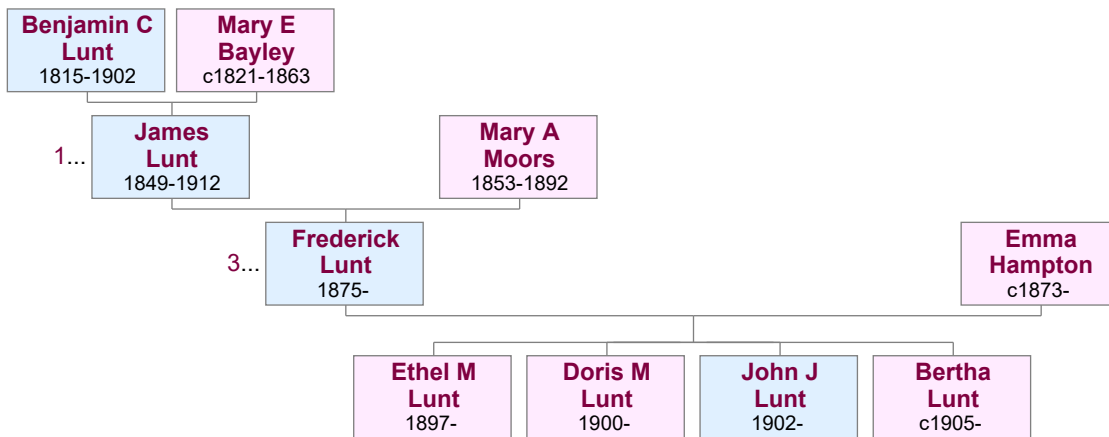 Benjamin C
Lunt
1815-1902
Mary E
Bayley
c1821-1863
1...
James
Lunt
1849-1912
Mary A
Moors
1853-1892
3...
Frederick
Lunt
1875-
Emma
Hampton
c1873-
Ethel M
Lunt
1897-
Doris M
Lunt
1900-
John J
Lunt
1902-
Bertha
Lunt
c1905-